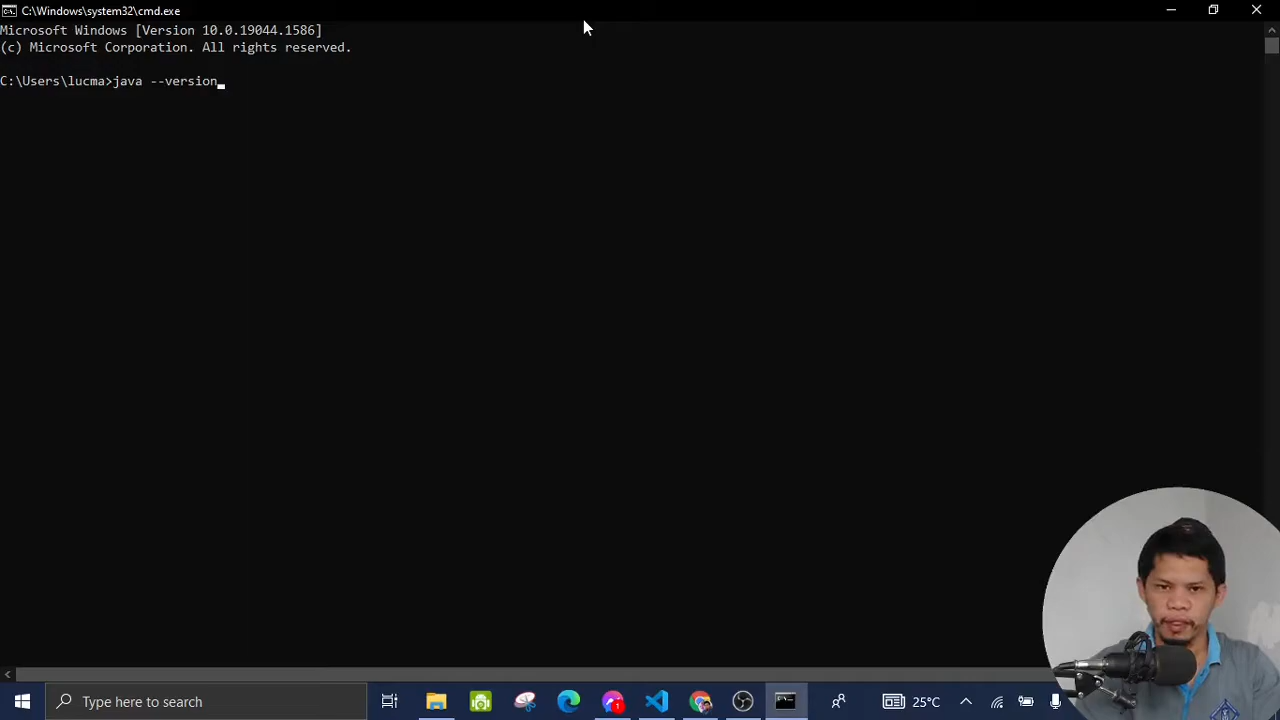 C:\Windows\system32\cmd.exe
Microsoft Windows [Version 10.0.19044.1586]
(c) Microsoft Corporation. All rights reserved.
C:\Users\lucma>java --version
Type here to search
1
25°C